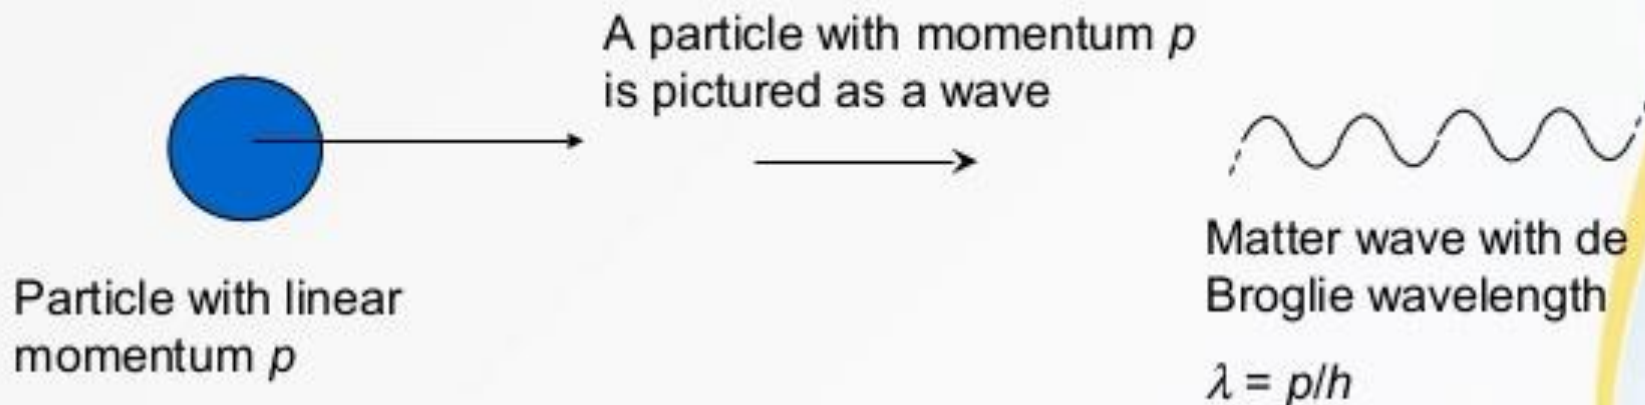 A particle with momentum p
is pictured as a wave
Particle with linear
momentum p
Matter wave with de
Broglie wavelength
λ = p/h